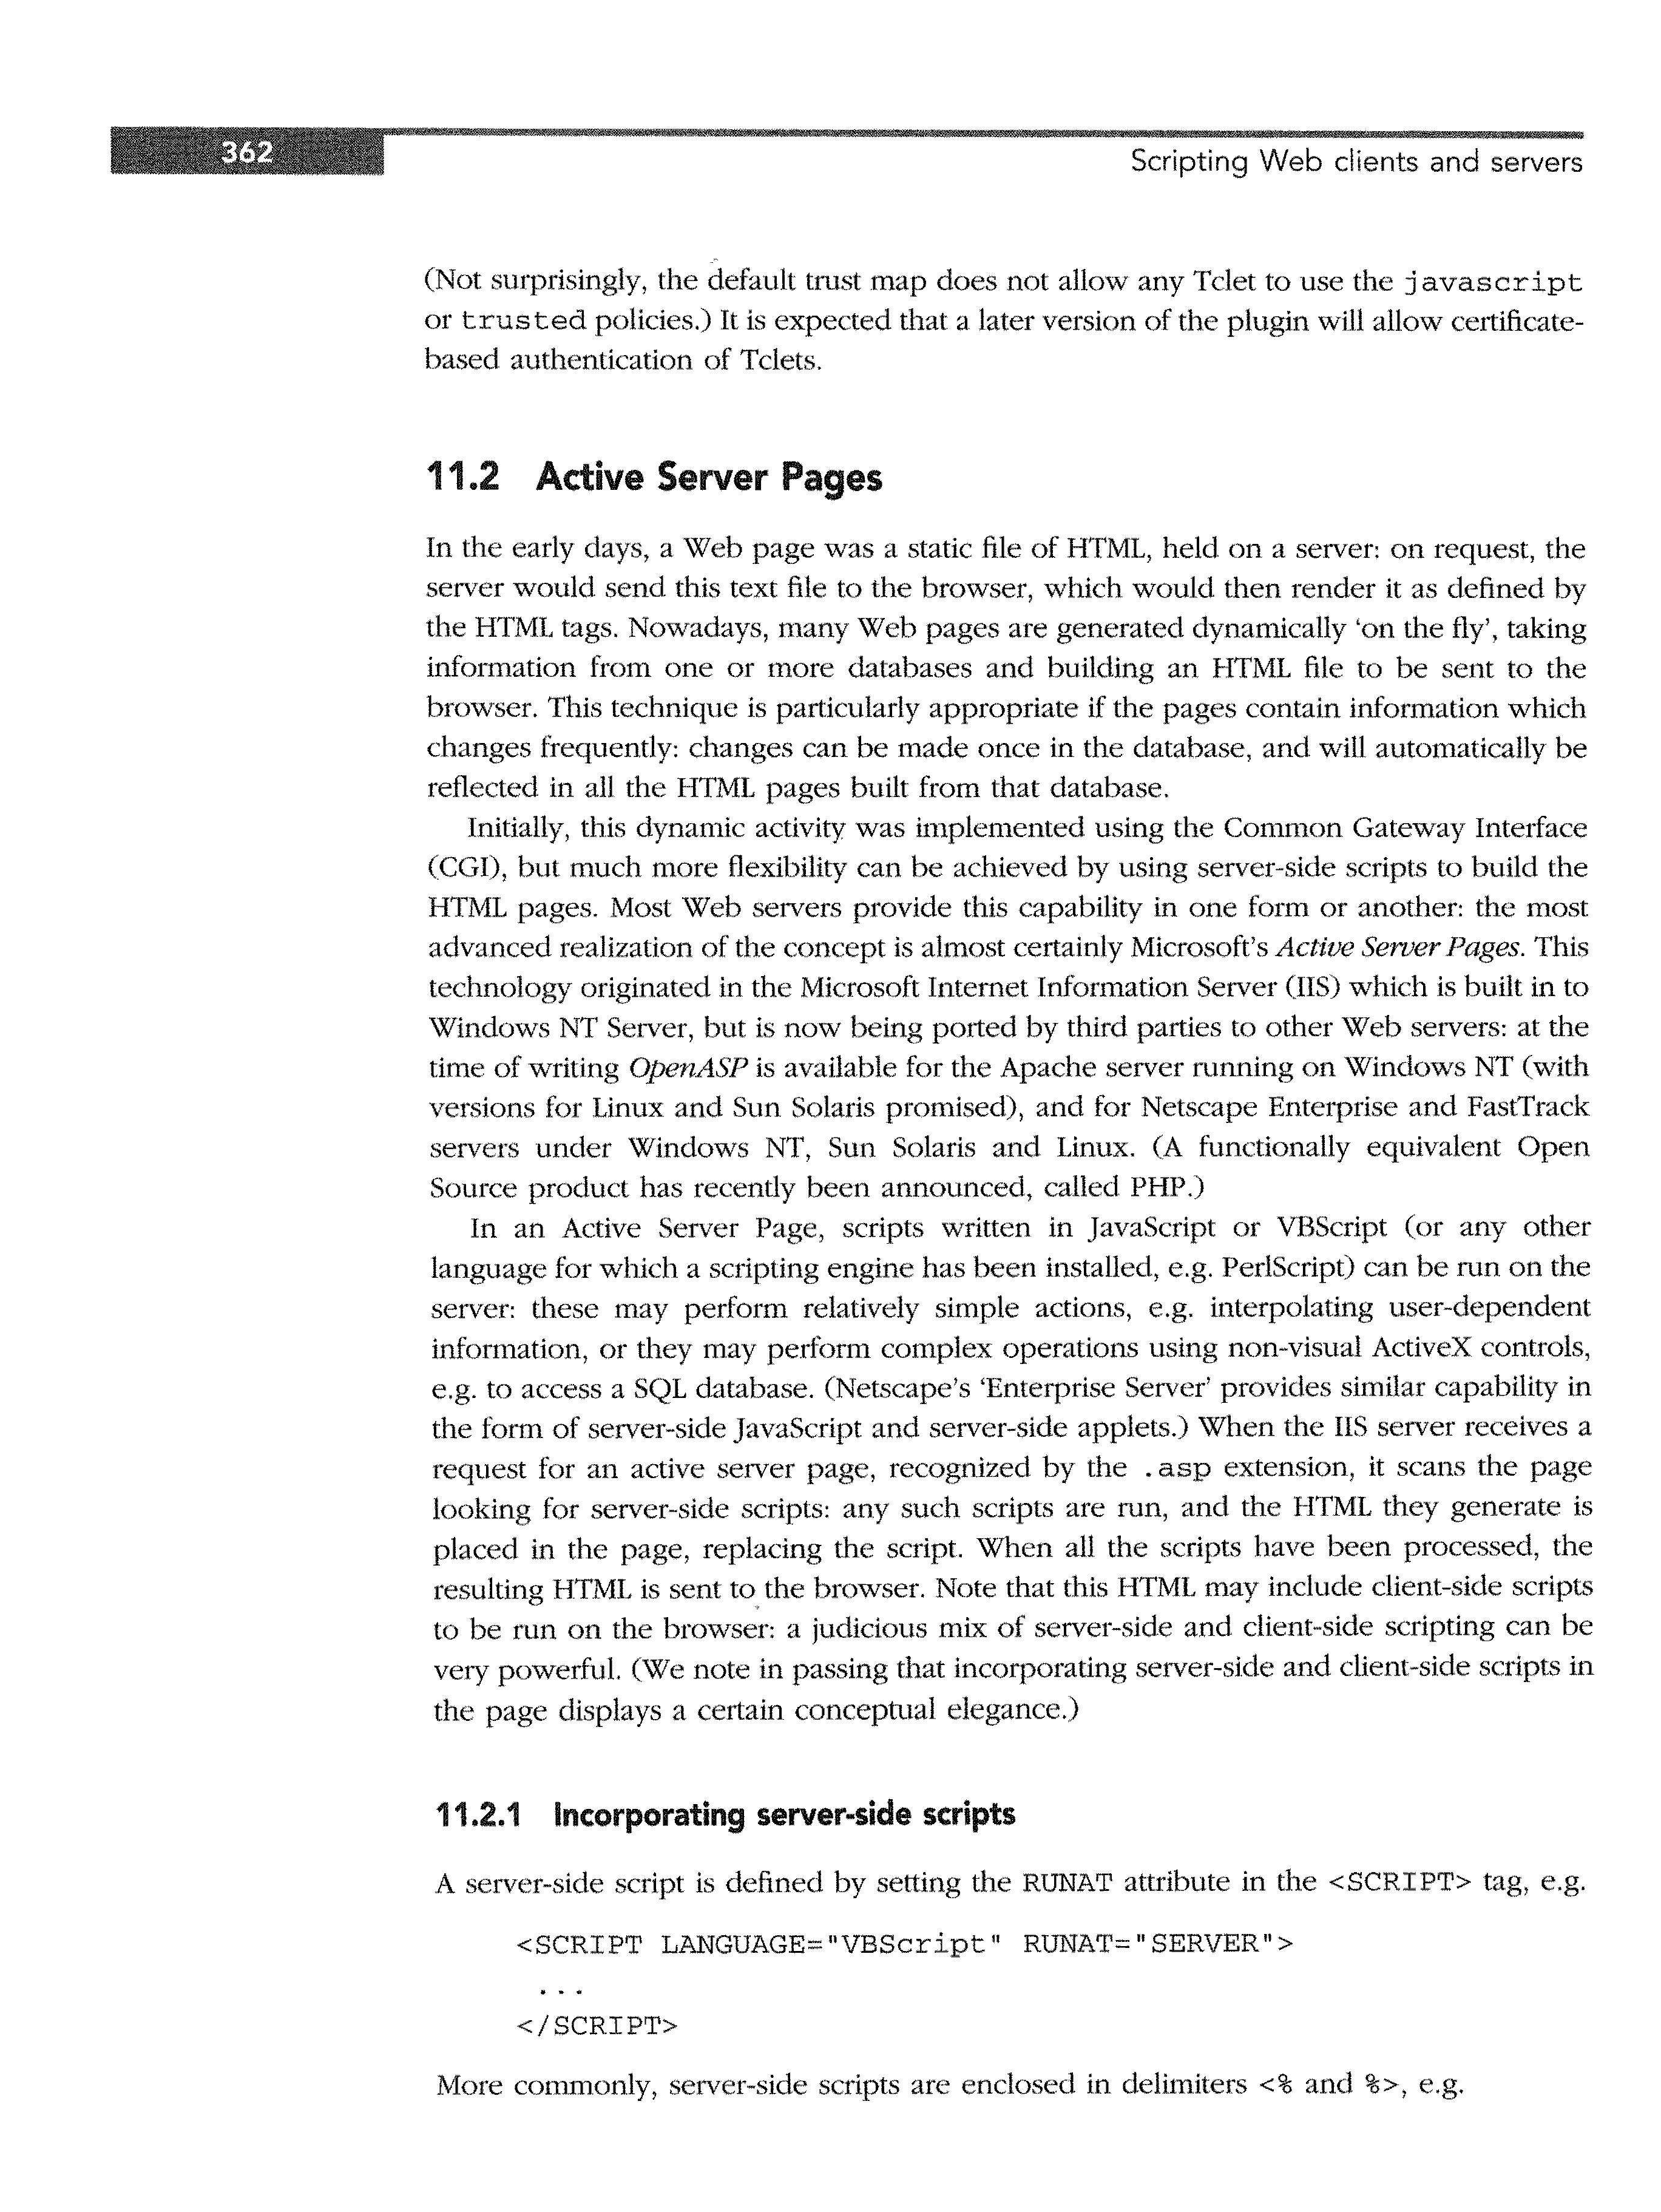 362
Scripting Web clients and servers
(Not surprisingly, the default trust map does not allow any Tclet to use the javascript
or trusted policies.) It is expected that a later version of the plugin will allow certificate-
based authentication of Tclets.
11.2 Active Server Pages
In the early days, a Web page was a static file of HTML, held on a server: on request, the
server would send this text file to the browser, which would then render it as defined by
the HTML tags. Nowadays, many Web pages are generated dynamically ‘on the fly’, taking
information from one or more databases and building an HTML file to be sent to the
browser. This technique is particularly appropriate if the pages contain information which
changes frequently: changes can be made once in the database, and will automatically be
reflected in all the HTML pages built from that database.
Initially, this dynamic activity was implemented using the Common Gateway Interface
(CGI), but much more flexibility can be achieved by using server-side scripts to build the
HTML pages. Most Web servers provide this capability in one form or another: the most
advanced realization of the concept is almost certainly Microsoft’s Active Server Pages. This
technology originated in the Microsoft Internet Information Server (IIS) which is built in to
Windows NT Server, but is now being ported by third parties to other Web servers: at the
time of writing OpenASP is available for the Apache server running on Windows NT (with
versions for Linux and Sun Solaris promised), and for Netscape Enterprise and FastTrack
servers under Windows NT, Sun Solaris and Linux. (A functionally equivalent Open
Source product has recently been announced, called PHP.)
In an Active Server Page, scripts written in JavaScript or VBScript (or any other
language for which a scripting engine has been installed, e.g. PerlScript) can be run on the
server: these may perform relatively simple actions, e.g. interpolating user-dependent
information, or they may perform complex operations using non-visual ActiveX controls,
e.g. to access a SQL database. (Netscape’s ‘Enterprise Server’ provides similar capability in
the form of server-side JavaScript and server-side applets.) When the IIS server receives a
request for an active server page, recognized by the .asp extension, it scans the page
looking for server-side scripts: any such scripts are run, and the HTML they generate is
placed in the page, replacing the script. When all the scripts have been processed, the
resulting HTML is sent to the browser. Note that this HTML may include client-side scripts
to be run on the browser: a judicious mix of server-side and client-side scripting can be
very powerful. (We note in passing that incorporating server-side and client-side scripts in
the page displays a certain conceptual elegance.)
11.2.1 Incorporating server-side scripts
A server-side script is defined by setting the RUNAT attribute in the <SCRIPT> tag, e.g.
<SCRIPT LANGUAGE="VBScript" RUNAT="SERVER">
...
</SCRIPT>
More commonly, server-side scripts are enclosed in delimiters <% and %>, e.g.